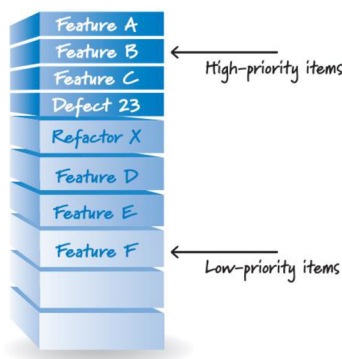 Feature A
Feature B
High-priority items
Feature C
Defect 23
Refactor X
Feature D
Feature E
Feature F
Low-priority items